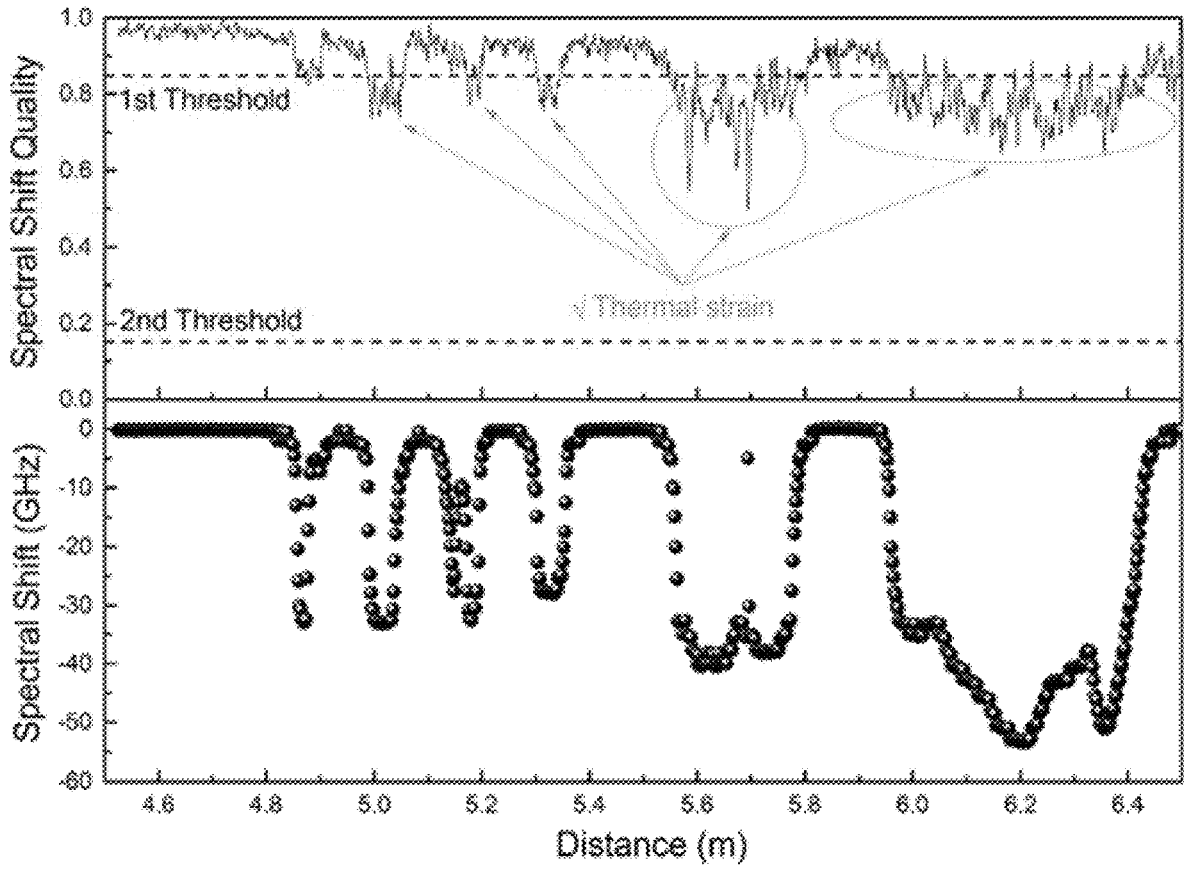 Spectral Shift Quality
1.0
0.8
0.6
0.4
0.2
0.0
1st Threshold
√ Thermal strain
2nd Threshold
Spectral Shift (GHz)
0
-10
-20
-30
-40
-50
-60
4.6 4.8 5.0 5.2 5.4 5.6 5.8 6.0 6.2 6.4
Distance (m)